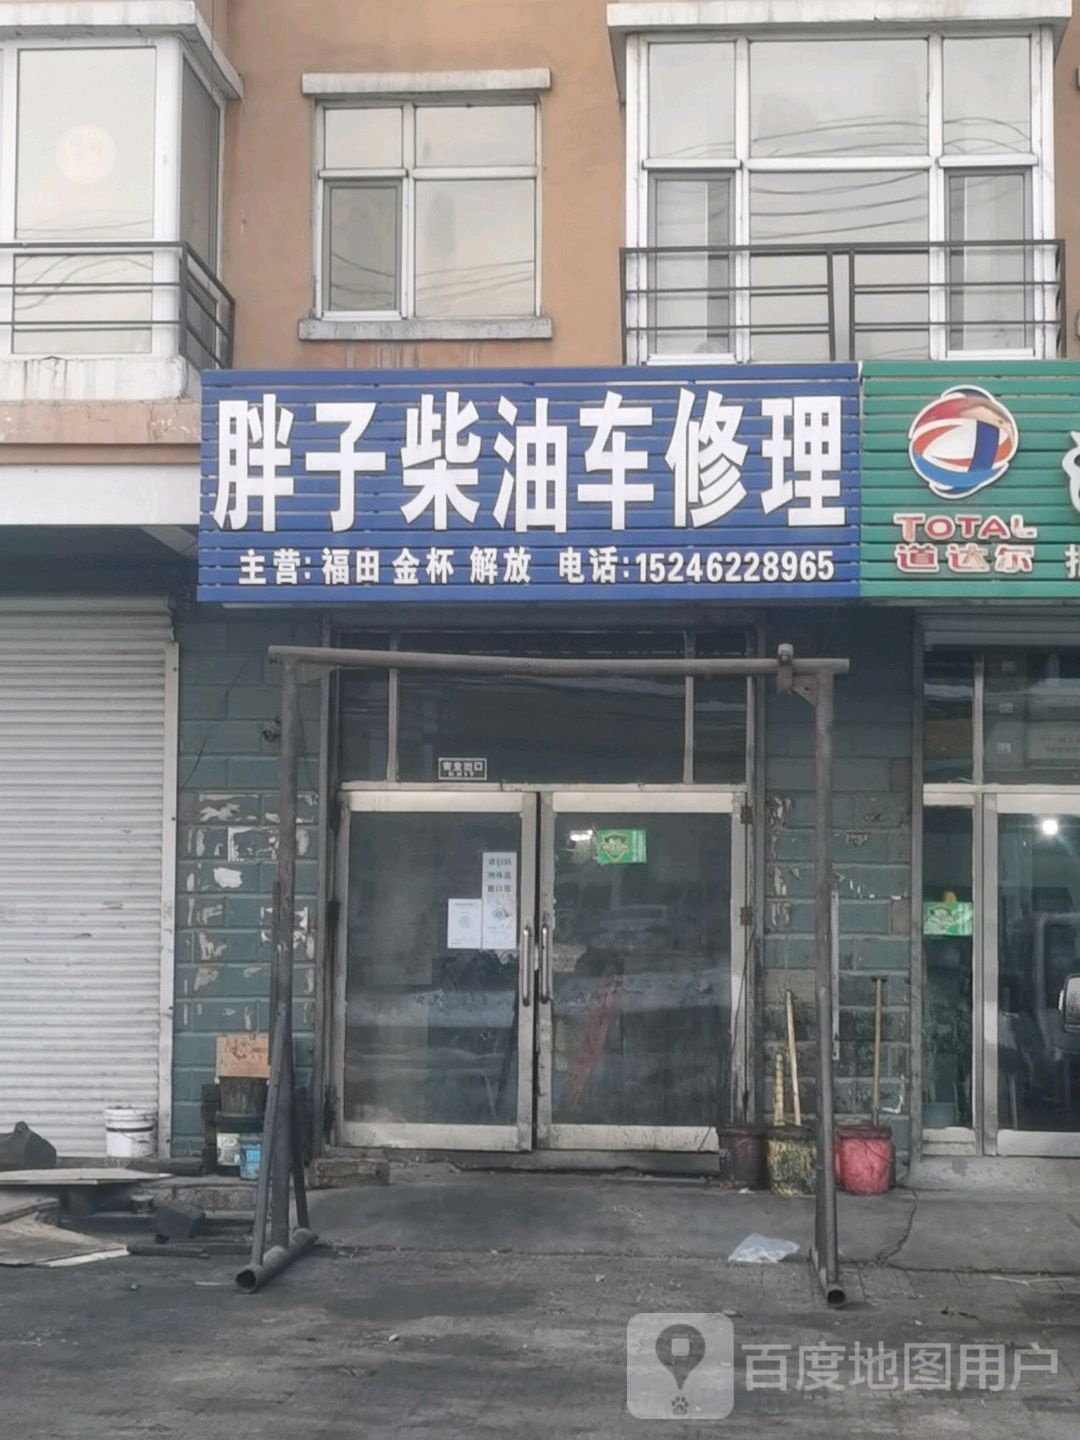 胖子柴油车修理
主营:福田 金杯 解放 电话:15246228965
TOTAL
道达尔
安全出口
EXIT
百度地图用户